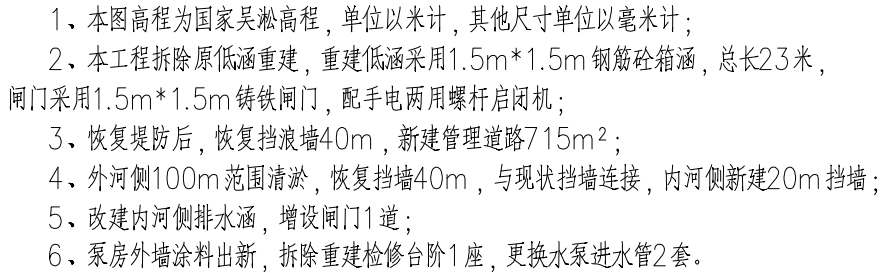 1、本图高程为国家吴淞高程，单位以米计，其他尺寸单位以毫米计；
2、本工程拆除原低涵重建，重建低涵采用1.5m*1.5m钢筋砼箱涵，总长23米，
闸门采用1.5m*1.5m铸铁闸门，配手电两用螺杆启闭机；
3、恢复堤防后，恢复挡浪墙40m，新建管理道路715m²；
4、外河侧100m范围清淤，恢复挡墙40m，与现状挡墙连接，内河侧新建20m挡墙；
5、改建内河侧排水涵，增设闸门1道；
6、泵房外墙涂料出新，拆除重建检修台阶1座，更换水泵进水管2套。